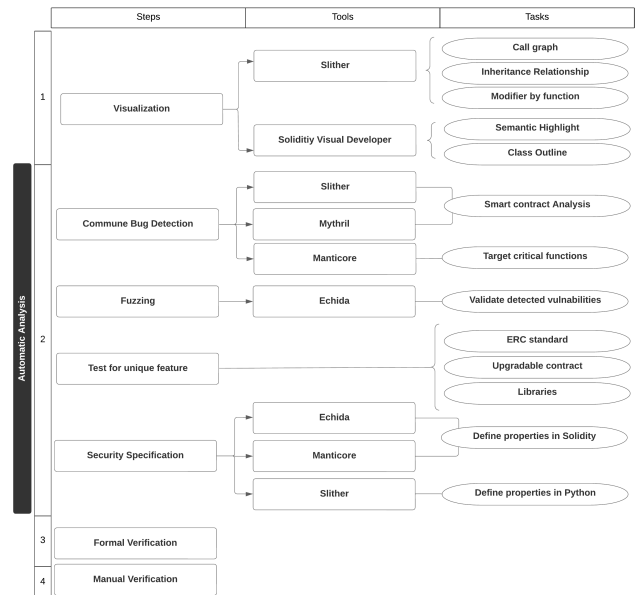 Steps
Tools
Tasks
1
Visualization
Slither
Call graph
Inheritance Relationship
Modifier by function
Soliditiy Visual Developer
Semantic Highlight
Class Outline
Automatic Analysis
2
Commune Bug Detection
Slither
Mythril
Smart contract Analysis
Manticore
Target critical functions
Fuzzing
Echida
Validate detected vulnabilities
Test for unique feature
ERC standard
Upgradable contract
Libraries
Security Specification
Echida
Manticore
Define properties in Solidity
Slither
Define properties in Python
3
Formal Verification
4
Manual Verification